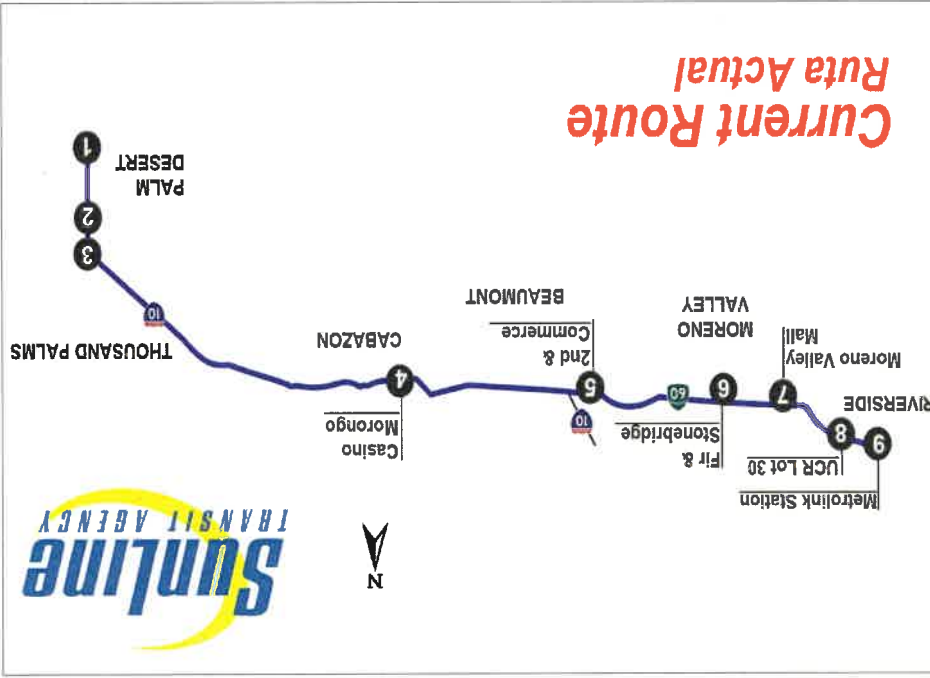 SunLine
TRANSIT AGENCY
N
Metrolink Station
UCR Lot 30
9
8
RIVERSIDE
Moreno Valley
Mall
7
Fir &
Stonebridge
6
MORENO
VALLEY
60
10
5
2nd &
Commerce
BEAUMONT
Casino
Morongo
4
CABAZON
THOUSAND PALMS
10
3
2
1
PALM
DESERT
Current Route
Ruta Actual